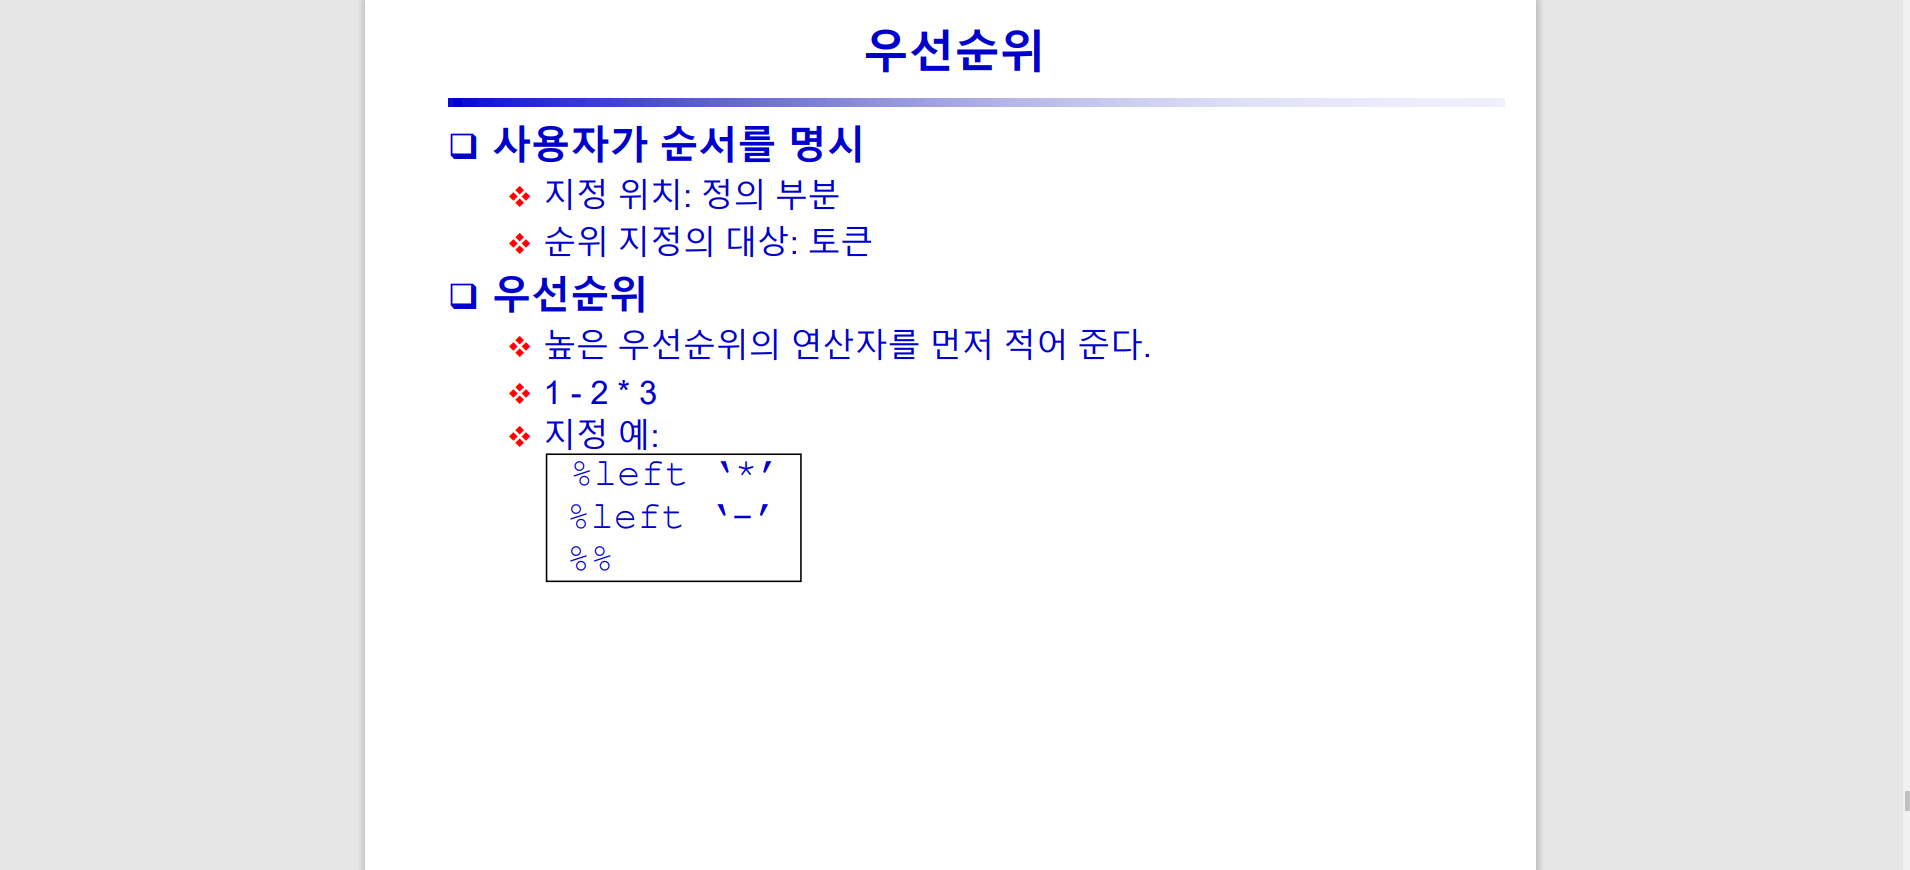 우선순위
❑ 사용자가 순서를 명시
❖ 지정 위치: 정의 부분
❖ 순위 지정의 대상: 토큰
❑ 우선순위
❖ 높은 우선순위의 연산자를 먼저 적어 준다.
❖ 1 - 2 * 3
❖ 지정 예:
%left ‘*’
%left ‘-’
%%